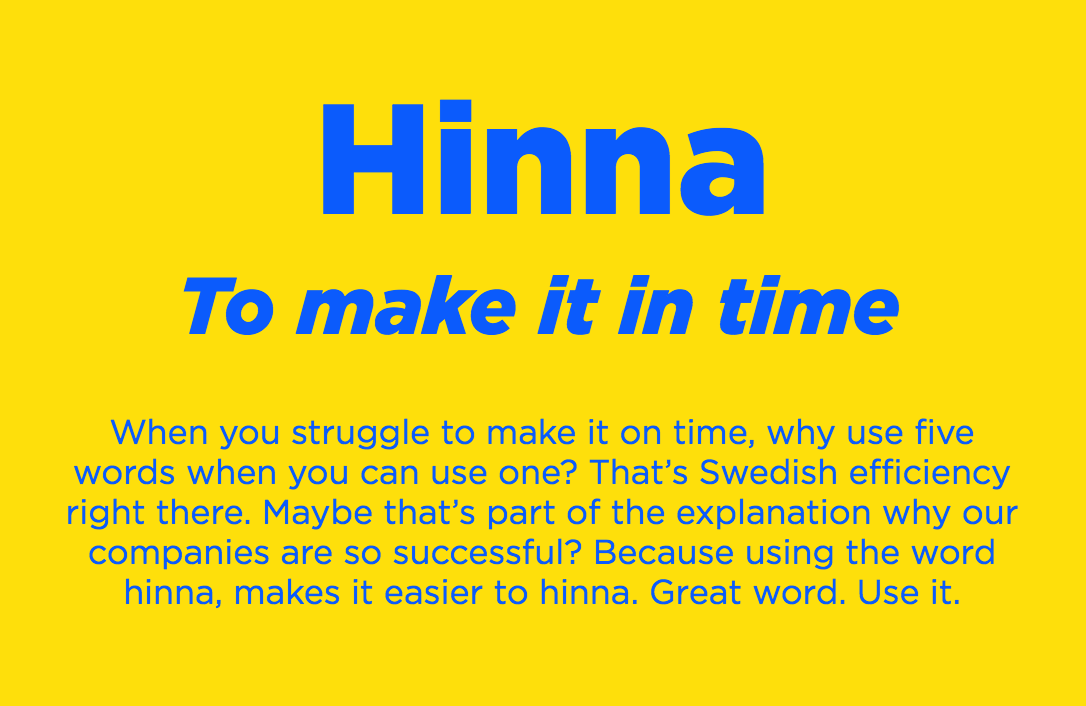 Hinna
To make it in time
When you struggle to make it on time, why use five
words when you can use one? That’s Swedish efficiency
right there. Maybe that’s part of the explanation why our
companies are so successful? Because using the word
hinna, makes it easier to hinna. Great word. Use it.